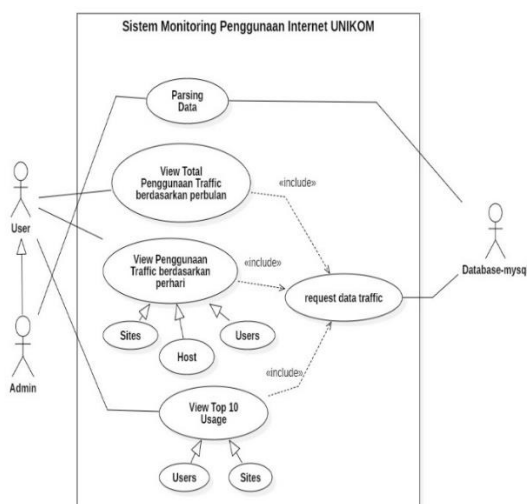 Sistem Monitoring Penggunaan Internet UNIKOM
Parsing
Data
View Total
Penggunaan Traffic
berdasarkan perbulan
«include»
User
View Penggunaan
Traffic berdasarkan
perhari
«include»
Database-mysq
request data traffic
Sites
Host
Users
Admin
«include»
View Top 10
Usage
Users
Sites